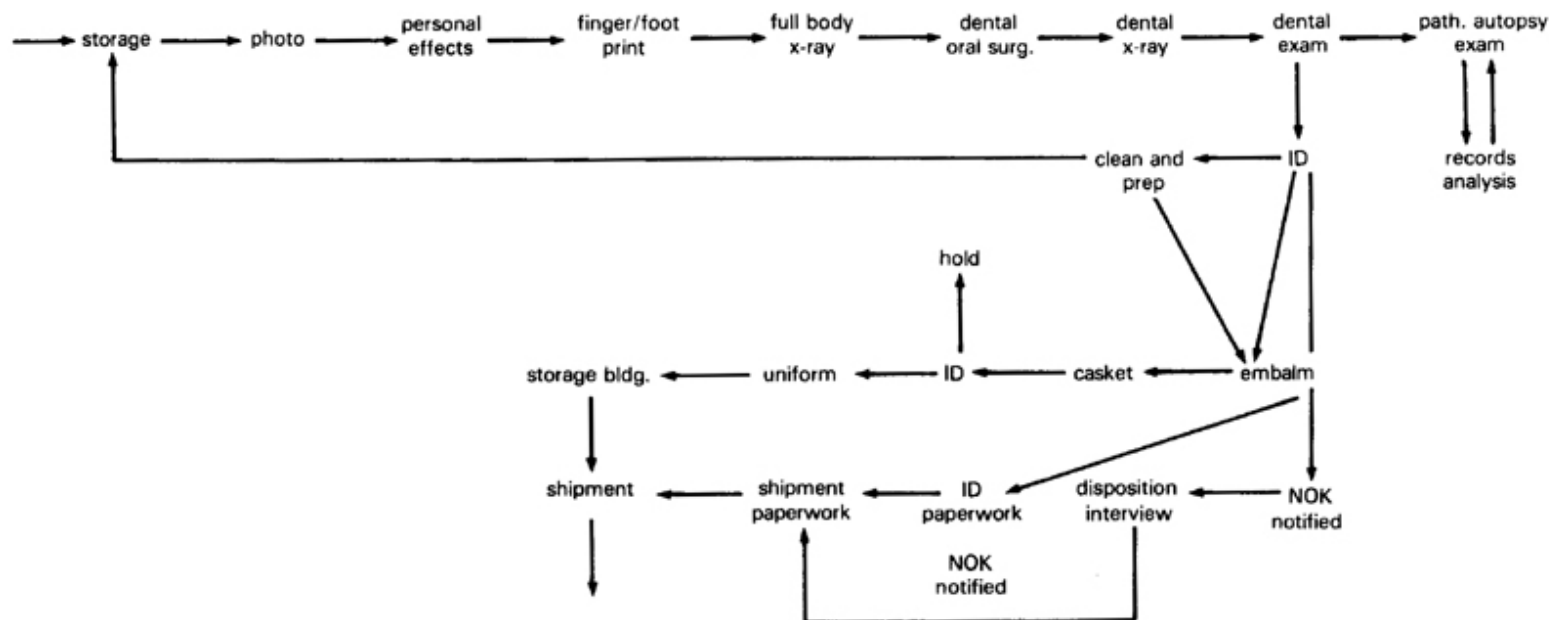 storage
photo
personal
effects
finger/foot
print
full body
x-ray
dental
oral surg.
dental
x-ray
dental
exam
path. autopsy
exam
clean and
prep
ID
records
analysis
hold
storage bldg.
uniform
ID
casket
embalm
shipment
shipment
paperwork
ID
paperwork
disposition
interview
NOK
notified
NOK
notified